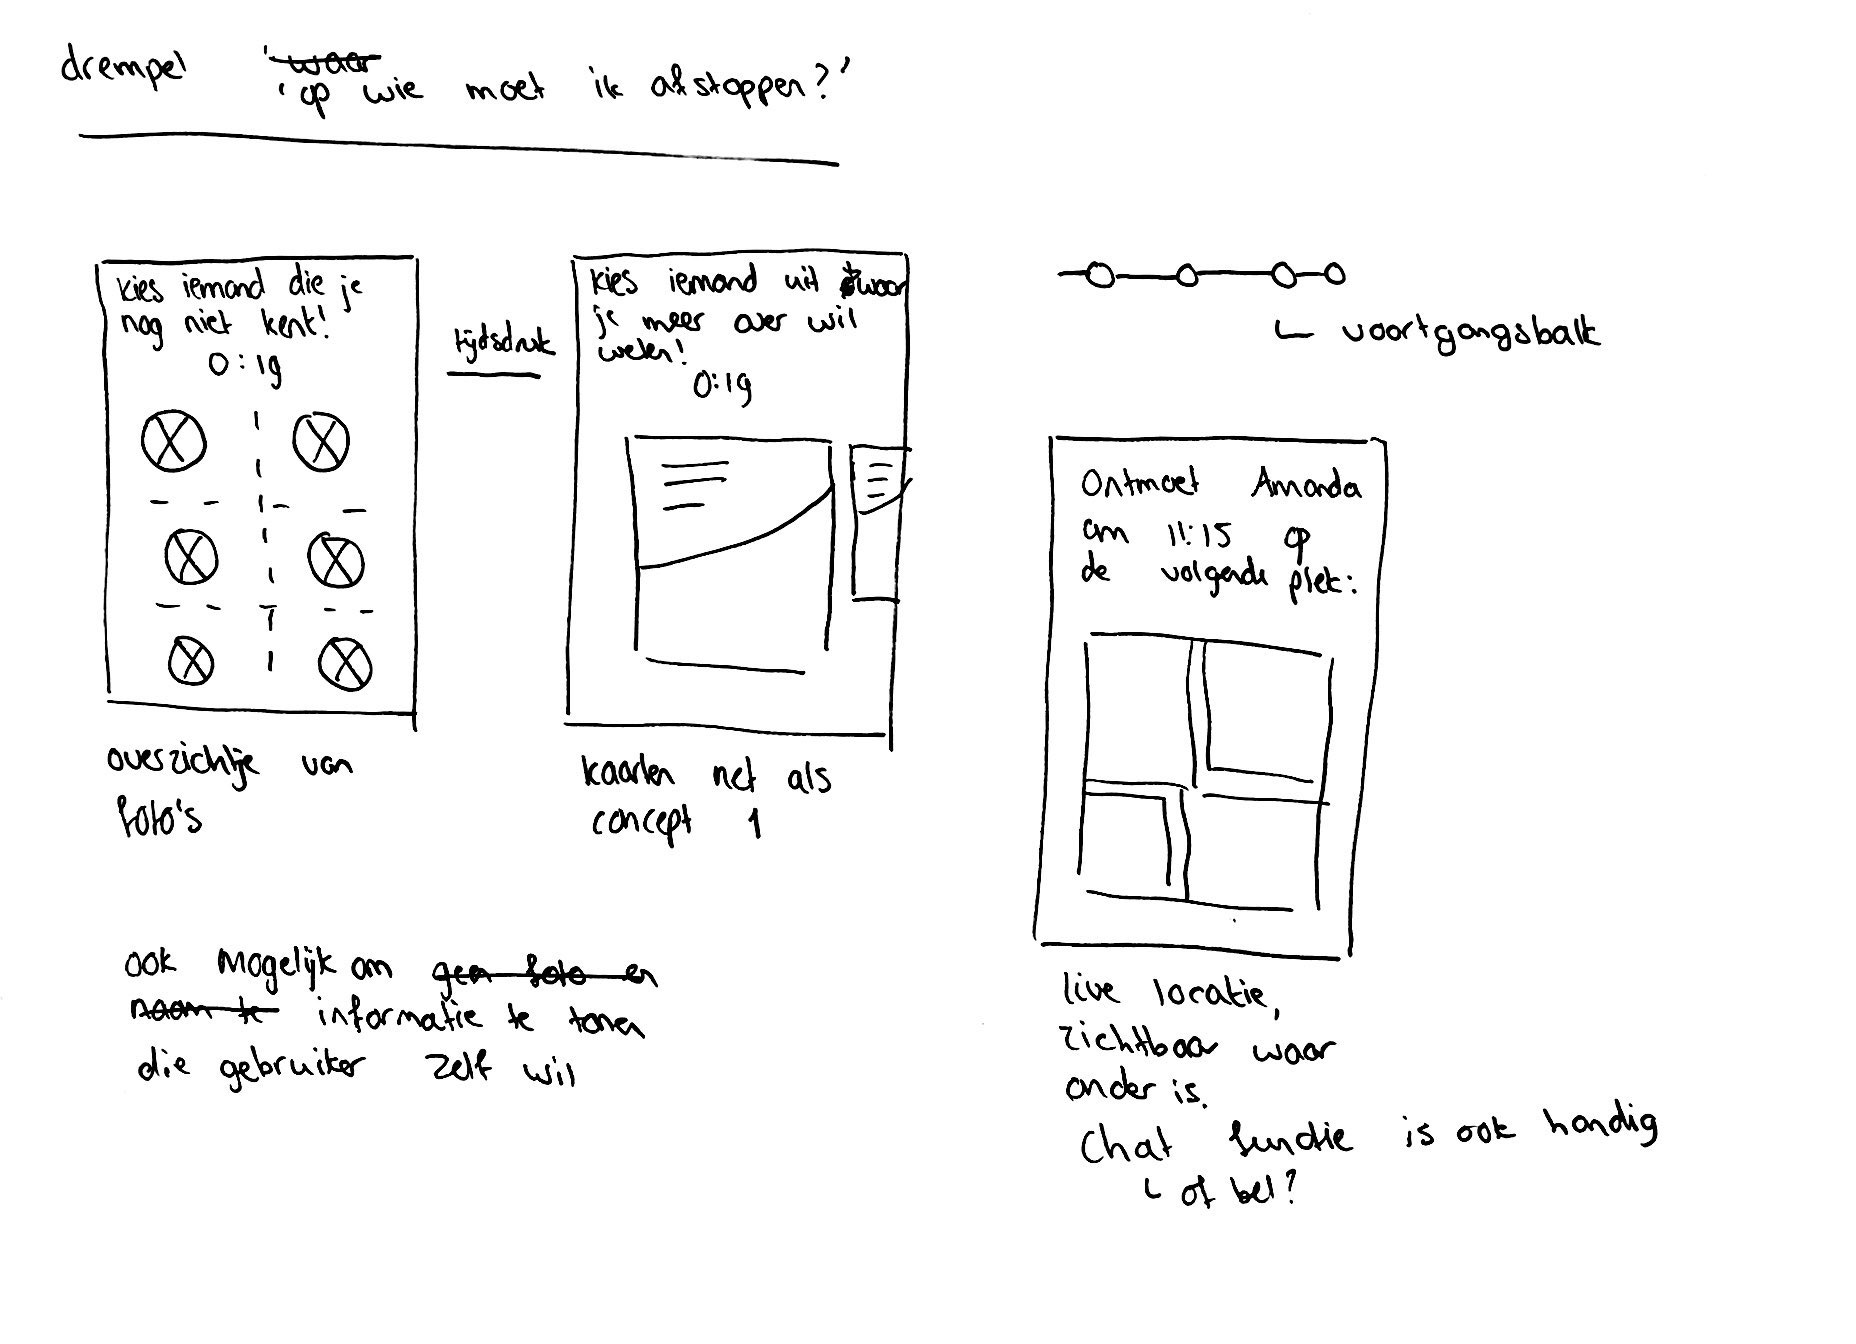 drempel 'waar
'op wie moet ik afstappen?'
kies iemand die je
nog niet kent!
0:19
overzichtje van
foto's
tijdsdruk
kies iemand uit waar
je meer over wil
weten!
0:19
kaarten net als
concept 1
voortgangsbalk
Ontmoet Amanda
om 11:15 op
de volgende plek:
live locatie,
zichtbaar waar
ander is.
Chat functie is ook handig
of bel?
ook mogelijk om geen foto en
naam te informatie te tonen
die gebruiker zelf wil